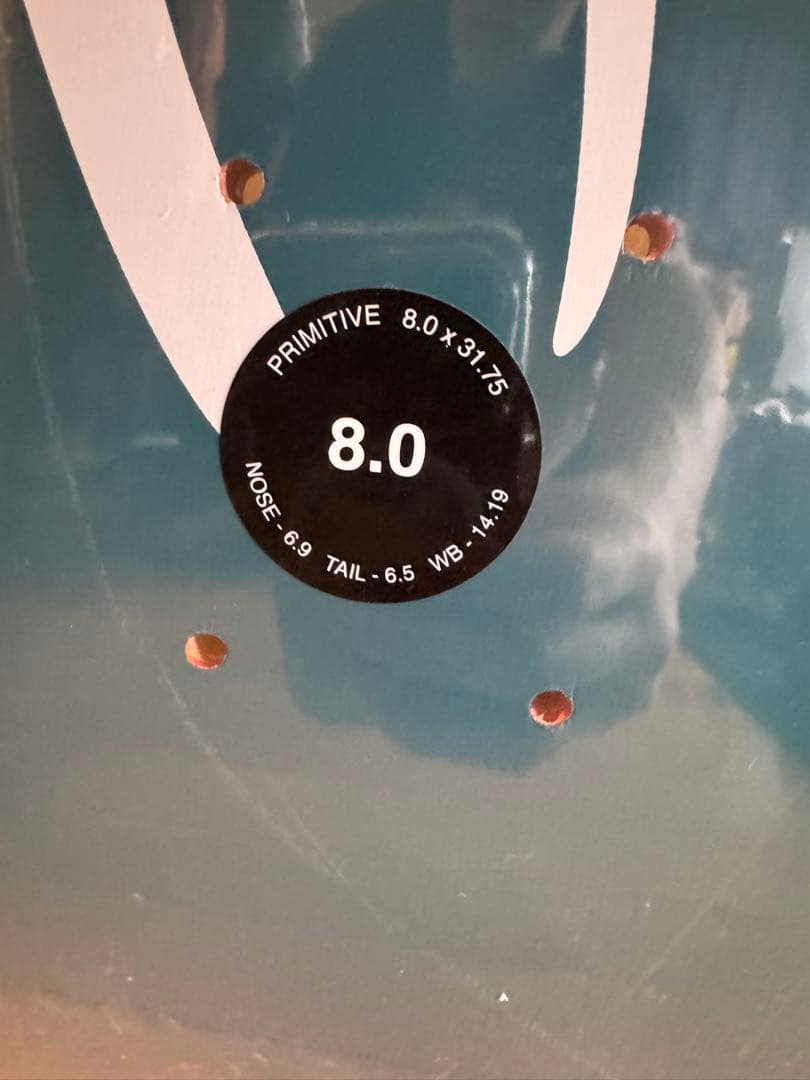 PRIMITIVE 8.0 x 31.75
8.0
NOSE - 6.9 TAIL - 6.5 WB - 14.19